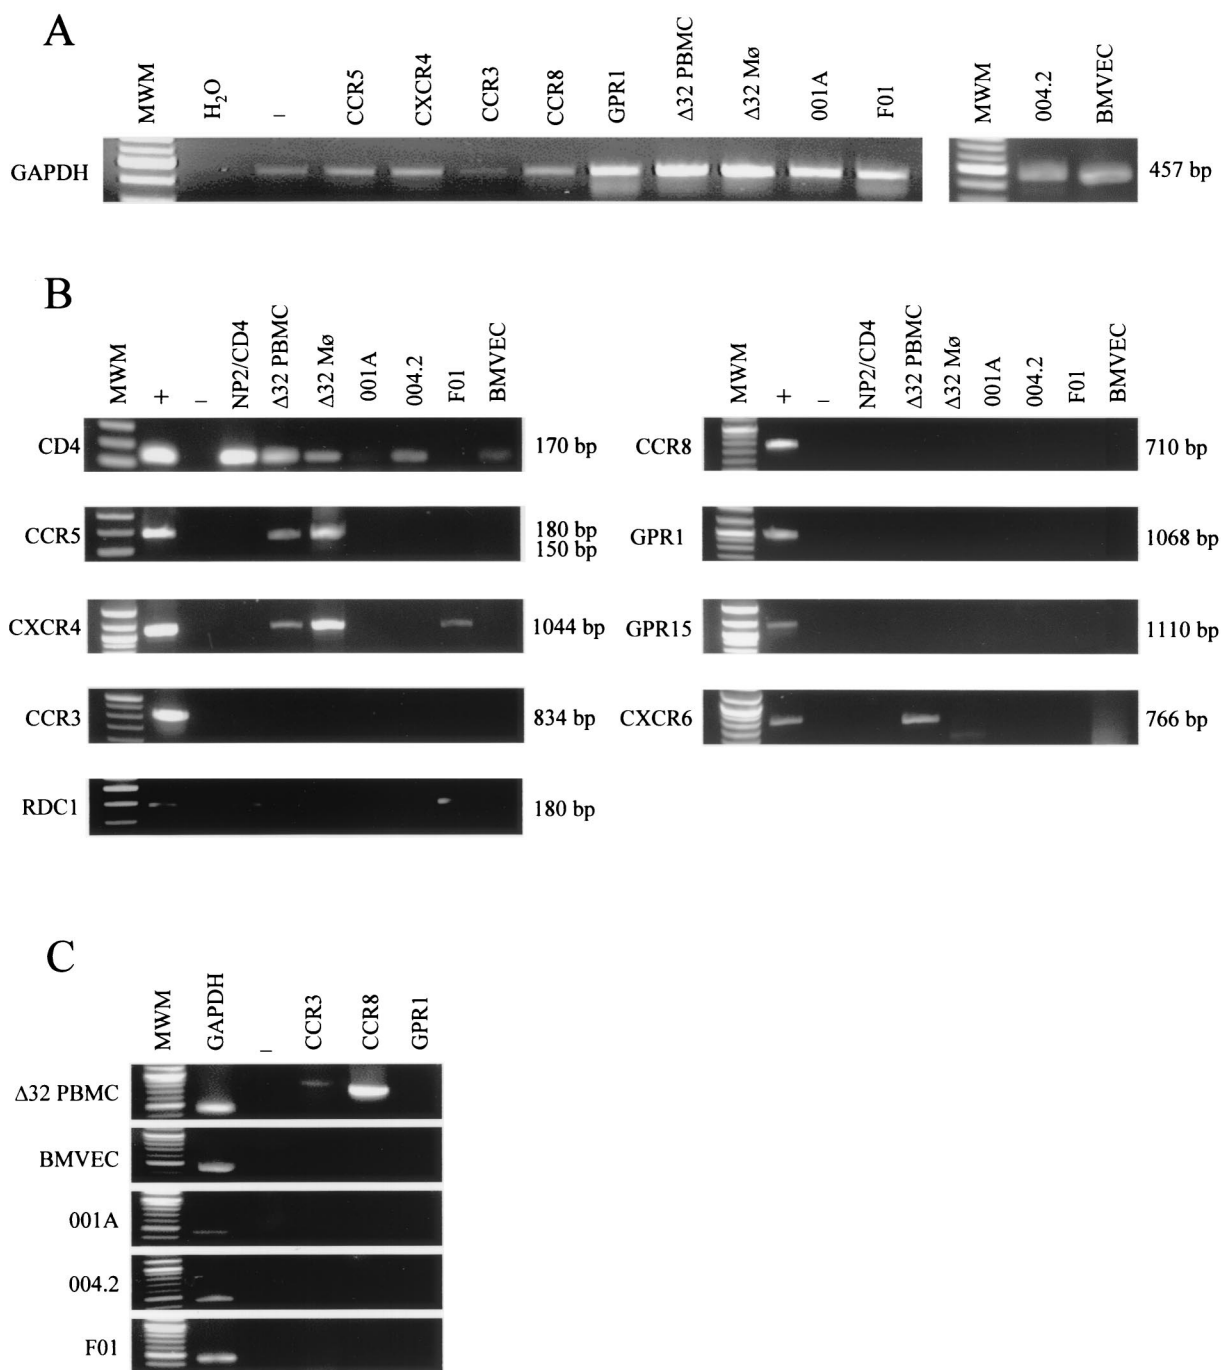 A
MWM H₂O – CCR5 CXCR4 CCR3 CCR8 GPR1 Δ32 PBMC Δ32 Mø 001A F01 MWM 004.2 BMVEC
GAPDH 457 bp
B
MWM + – NP2/CD4 Δ32 PBMC Δ32 Mø 001A 004.2 F01 BMVEC
CD4 170 bp
CCR5 180 bp
150 bp
CXCR4 1044 bp
CCR3 834 bp
RDC1 180 bp
MWM + – NP2/CD4 Δ32 PBMC Δ32 Mø 001A 004.2 F01 BMVEC
CCR8 710 bp
GPR1 1068 bp
GPR15 1110 bp
CXCR6 766 bp
C
MWM GAPDH – CCR3 CCR8 GPR1
Δ32 PBMC
BMVEC
001A
004.2
F01